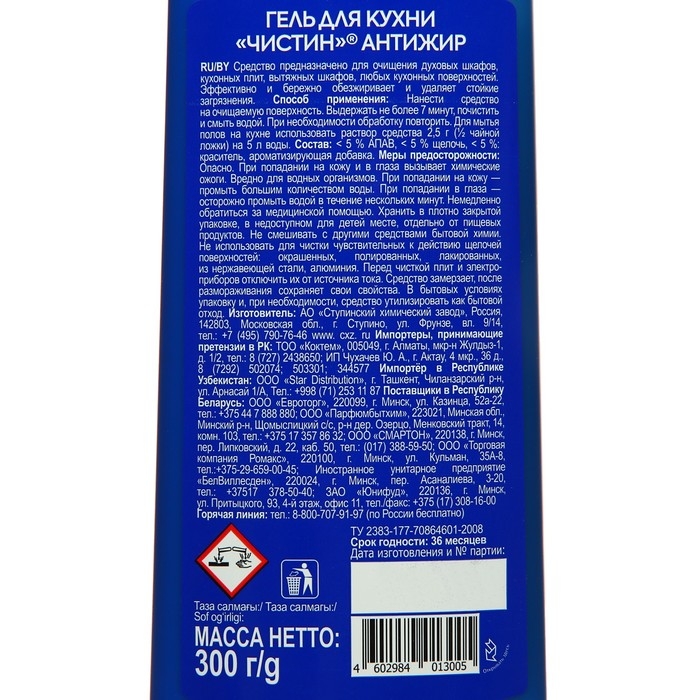 ГЕЛЬ ДЛЯ КУХНИ
«ЧИСТИН»® АНТИЖИР
RU/BY Средство предназначено для очищения духовых шкафов,
кухонных плит, вытяжных шкафов, любых кухонных поверхностей.
Эффективно и бережно обезжиривает и удаляет стойкие
загрязнения. Способ применения: Нанести средство
на очищаемую поверхность. Выдержать не более 7 минут, почистить
и смыть водой. При необходимости обработку повторить. Для мытья
полов на кухне использовать раствор средства 2,5 г (½ чайной
ложки) на 5 л воды. Состав: < 5 % АПАВ, < 5 % щелочь, < 5 %:
краситель, ароматизирующая добавка. Меры предосторожности:
Опасно. При попадании на кожу и в глаза вызывает химические
ожоги. Вредно для водных организмов. При попадании на кожу —
промыть большим количеством воды. При попадании в глаза —
осторожно промыть водой в течение нескольких минут. Немедленно
обратиться за медицинской помощью. Хранить в плотно закрытой
упаковке, в недоступном для детей месте, отдельно от пищевых
продуктов. Не смешивать с другими средствами бытовой химии.
Не использовать для чистки чувствительных к действию щелочей
поверхностей: окрашенных, полированных, лакированных,
из нержавеющей стали, алюминия. Перед чисткой плит и электро-
приборов отключить их от источника тока. Средство замерзает, после
размораживания сохраняет свои свойства. В бытовых условиях
упаковку и, при необходимости, средство утилизировать как бытовой
отход. Изготовитель: АО «Ступинский химический завод», Россия,
142803, Московская обл., г. Ступино, ул. Фрунзе, вл. 9/14,
тел.: +7 (495) 790-76-46 www. cxz. ru Импортеры, принимающие
претензии в РК: ТОО «Коктем», 005049, г. Алматы, мкр-н Жулдыз-1,
д. 1/2, тел.: 8 (727) 2438650; ИП Чухачев Ю. А., г. Актау, 4 мкр., 36 д.,
8 (7292) 502074; 503301; 344577 Импортёр в Республике
Узбекистан: ООО «Star Distribution», г. Ташкент, Чиланзарский р-н,
ул. Арнасай 1/А, Тел.: +998 (71) 253 11 87 Поставщики в Республику
Беларусь: ООО «Евроторг», 220099, г. Минск, ул. Казинца, 52а-22,
тел.: +375 44 7 888 880; ООО «Парфюмбытхим», 223021, Минская обл.,
Минский р-н, Щомыслицкий с/с, р-н дер. Озерцо, Менковский тракт, 14,
комн. 103, тел.: +375 17 357 86 32; ООО «СМАРТОН», 220138, г. Минск,
пер. Липковский, д. 22, каб. 50, тел.: (017) 388-59-50; ООО «Торговая
компания Ромакс», 220100, г. Минск, ул. Кульман, 35А-8,
тел.:+375-29-659-00-45; Иностранное унитарное предприятие
«БелВиллесден», 220024, г. Минск, пер. Асаналиева, 3-20,
тел.: +37517 378-50-40; ЗАО «Юнифуд», 220136, г. Минск,
ул. Притыцкого, 93, 4-й этаж, офис 11, тел./факс: +375 (17) 308-16-00
Горячая линия: тел.: 8-800-707-91-97 (по России бесплатно)
ТУ 2383-177-70864601-2008
Срок годности: 36 месяцев
Дата изготовления и № партии:
Таза салмағы:/ Таза салмагы:/
Sof og'irligi:
МАССА НЕТТО:
300 г/g
4 602984 013005
Открывать здесь